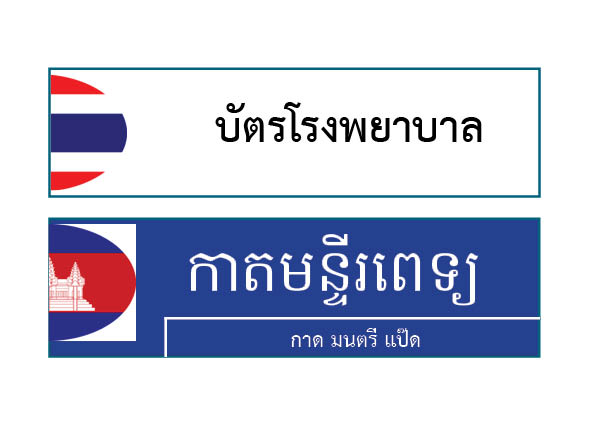 บัตรโรงพยาบาล
កាតមន្ទីរពេទ្យ
กาด มนตรี แป๊ด